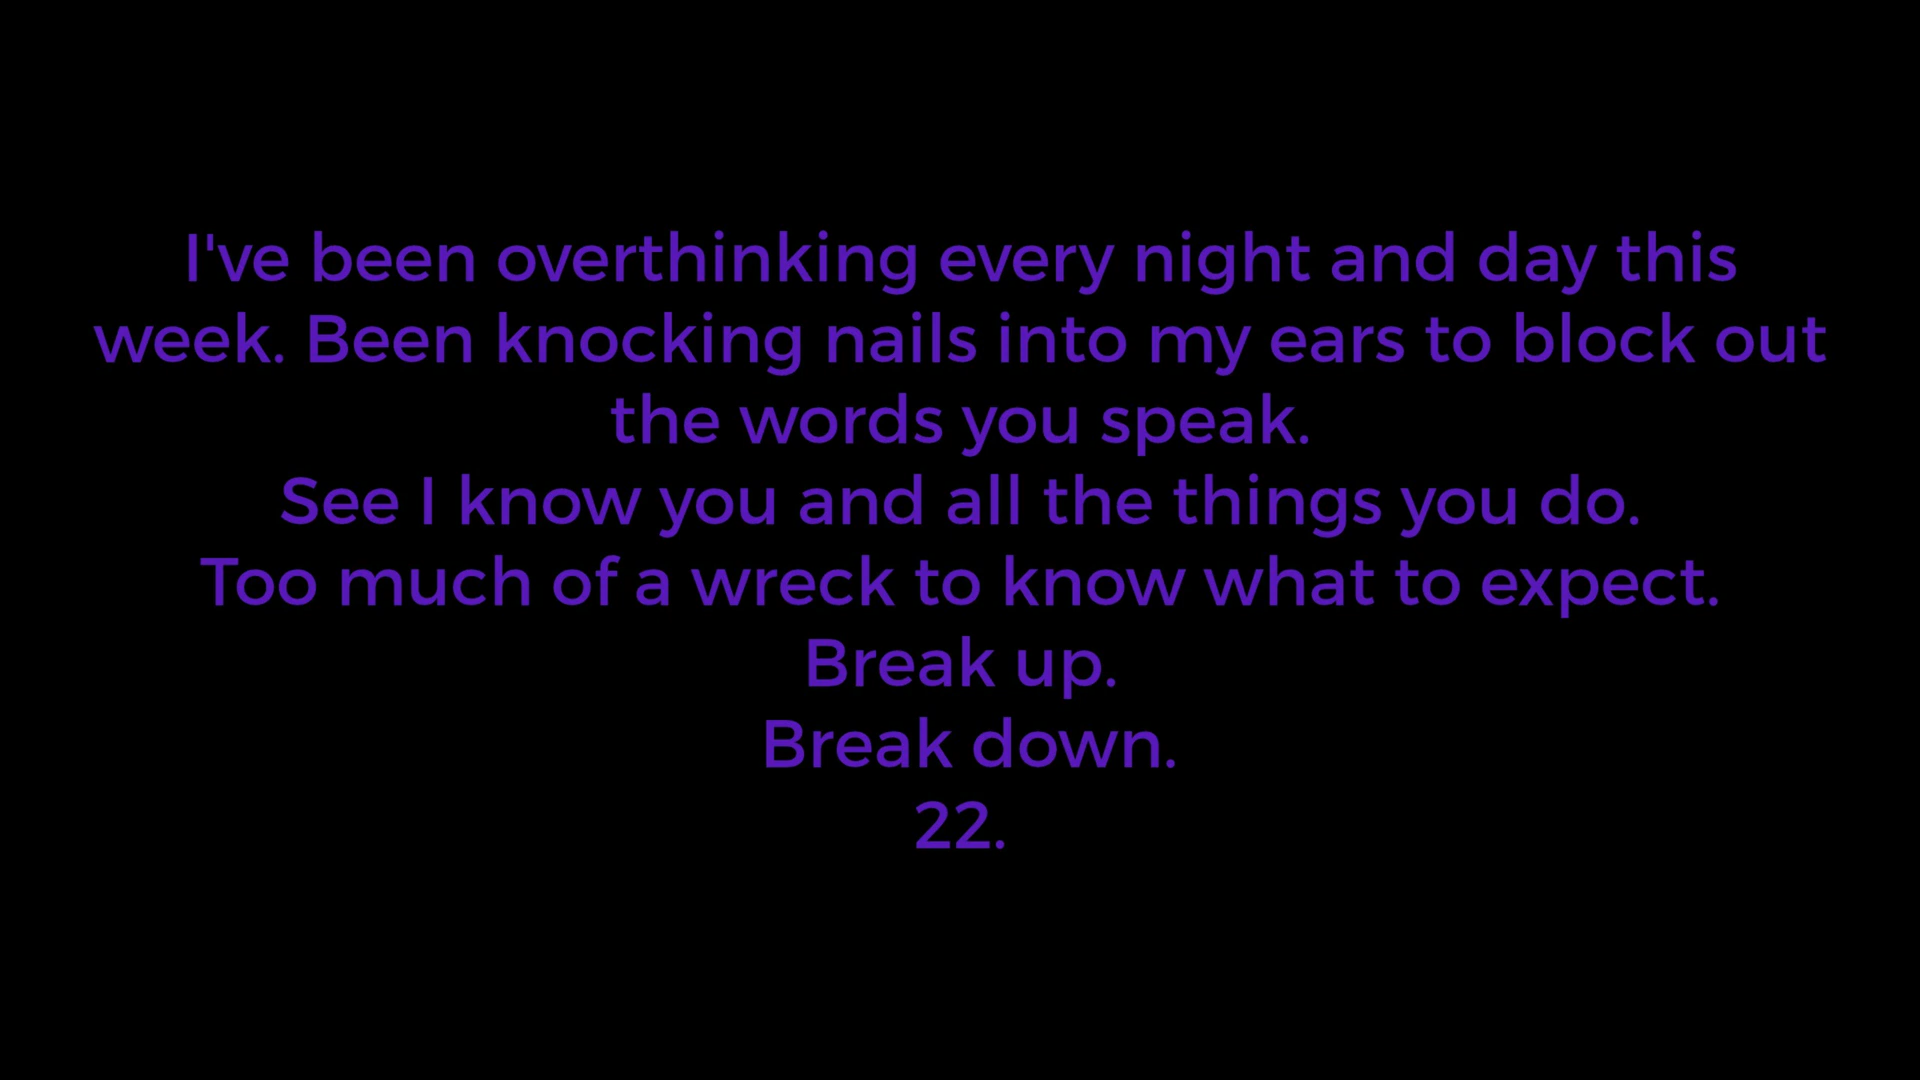 I've been overthinking every night and day this
week. Been knocking nails into my ears to block out
the words you speak.
See I know you and all the things you do.
Too much of a wreck to know what to expect.
Break up.
Break down.
22.